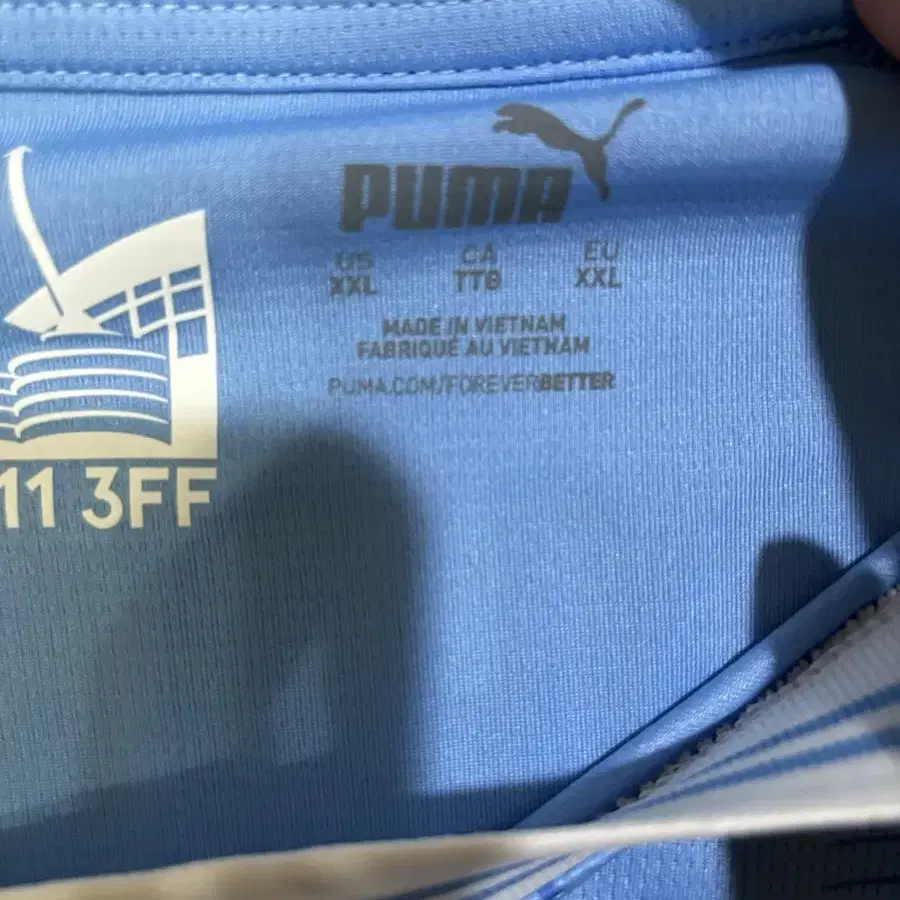 PUMA
US CA EU
XXL TTG XXL
MADE IN VIETNAM
FABRIQUÉ AU VIETNAM
PUMA.COM/FOREVERBETTER
11 3FF